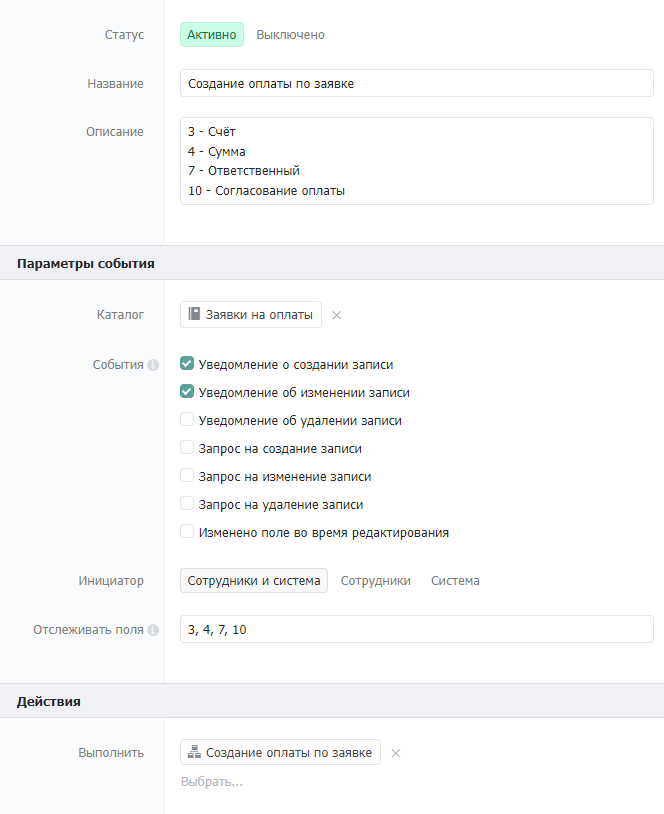 Статус Активно Выключено
Название Создание оплаты по заявке
Описание 3 - Счёт
4 - Сумма
7 - Ответственный
10 - Согласование оплаты
Параметры события
Каталог Заявки на оплаты
События Уведомление о создании записи
Уведомление об изменении записи
Уведомление об удалении записи
Запрос на создание записи
Запрос на изменение записи
Запрос на удаление записи
Изменено поле во время редактирования
Инициатор Сотрудники и система Сотрудники Система
Отслеживать поля 3, 4, 7, 10
Действия
Выполнить Создание оплаты по заявке
Выбрать...